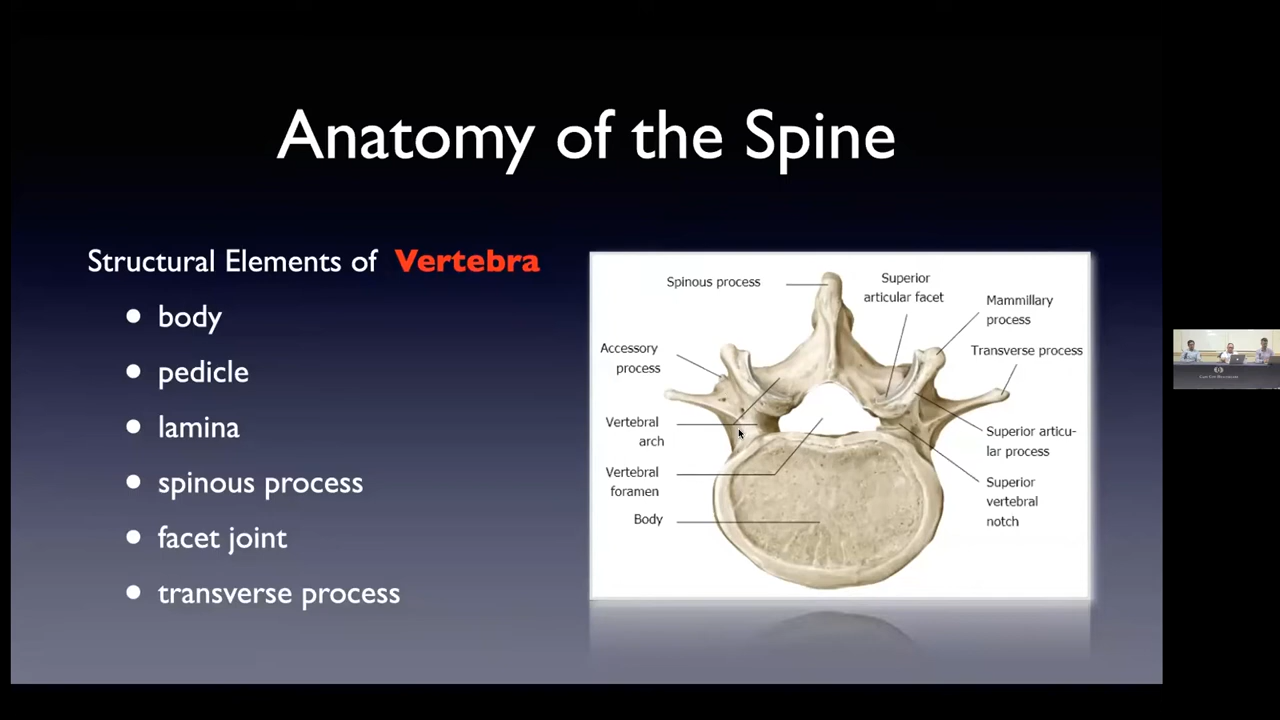 Anatomy of the Spine
Structural Elements of Vertebra
body
pedicle
lamina
spinous process
facet joint
transverse process
Spinous process
Superior
articular facet
Mammillary
process
Transverse process
Accessory
process
Vertebral
arch
Vertebral
foramen
Body
Superior articu-
lar process
Superior
vertebral
notch